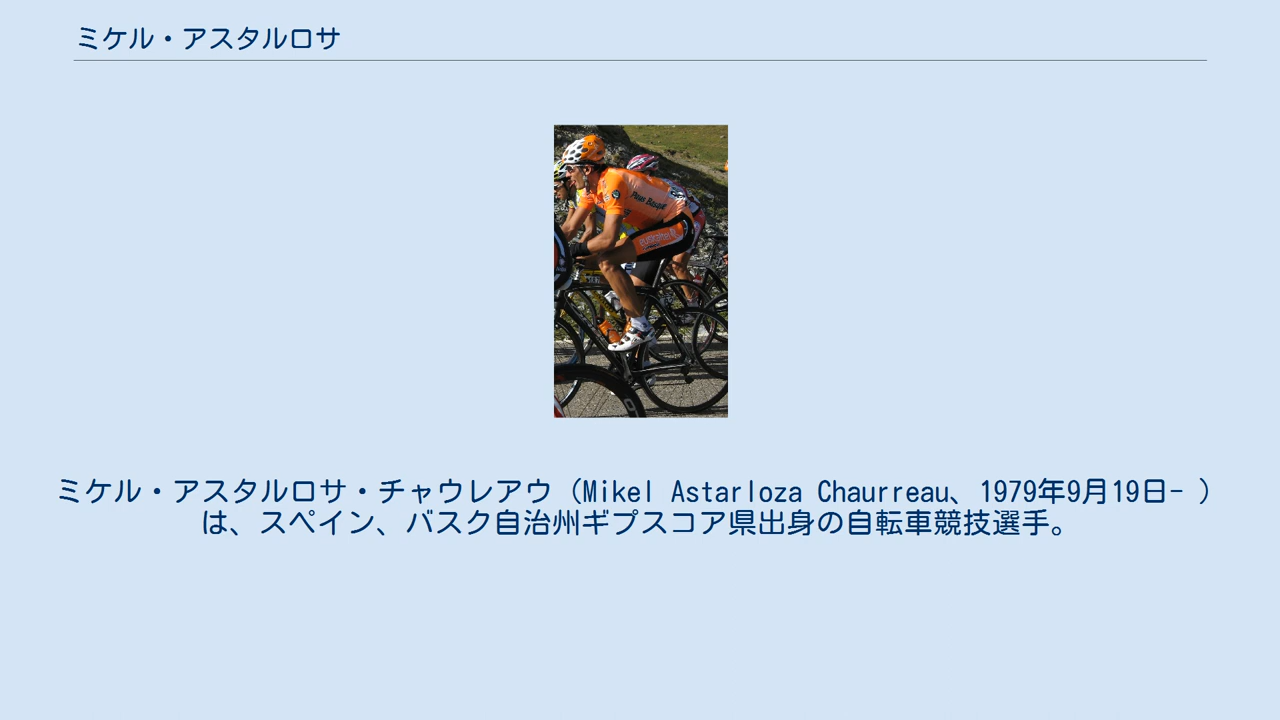 ミケル・アスタルロサ
ミケル・アスタルロサ・チャウレアウ（Mikel Astarloza Chaurreau、1979年9月19日- ）
は、スペイン、バスク自治州ギプスコア県出身の自転車競技選手。